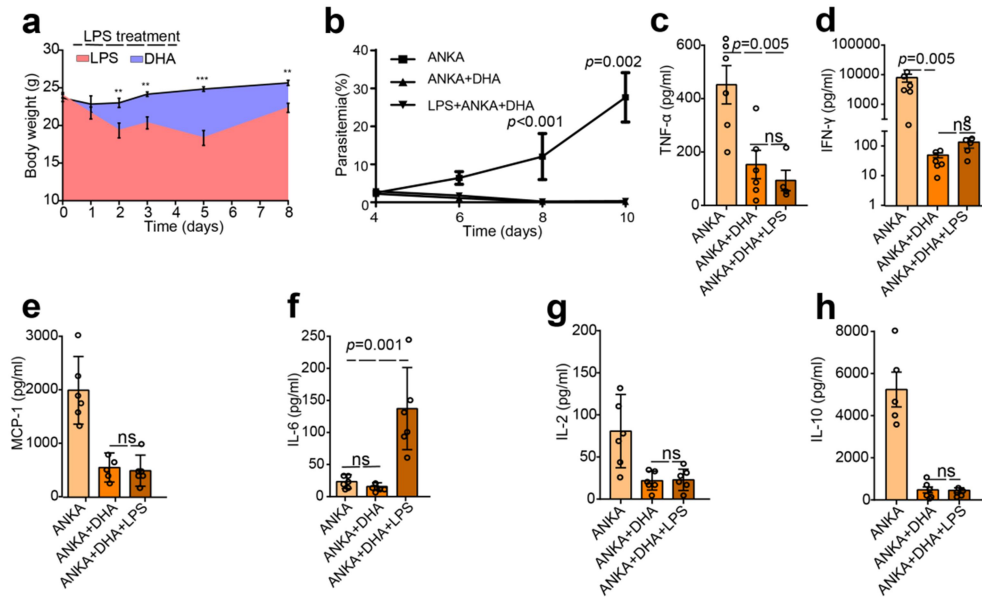 a
LPS treatment
LPS DHA
** ** *** **
Body weight (g)
30
25
20
15
10
0 1 2 3 4 5 6 7 8
Time (days)
b
ANKA
ANKA+DHA
LPS+ANKA+DHA
p<0.001
p=0.002
Parasitemia(%)
40
30
20
10
0
4 6 8 10
Time (days)
c
p=0.005
ns
TNF-α (pg/ml)
600
400
200
0
ANKA
ANKA+DHA
ANKA+DHA+LPS
d
p=0.005
ns
IFN-γ (pg/ml)
100000
10000
1000
100
10
1
ANKA
ANKA+DHA
ANKA+DHA+LPS
e
ns
MCP-1 (pg/ml)
3000
2000
1000
0
ANKA
ANKA+DHA
ANKA+DHA+LPS
f
p=0.001
ns
IL-6 (pg/ml)
250
200
150
100
50
0
ANKA
ANKA+DHA
ANKA+DHA+LPS
g
ns
IL-2 (pg/ml)
200
150
100
50
0
ANKA
ANKA+DHA
ANKA+DHA+LPS
h
ns
IL-10 (pg/ml)
8000
6000
4000
2000
0
ANKA
ANKA+DHA
ANKA+DHA+LPS